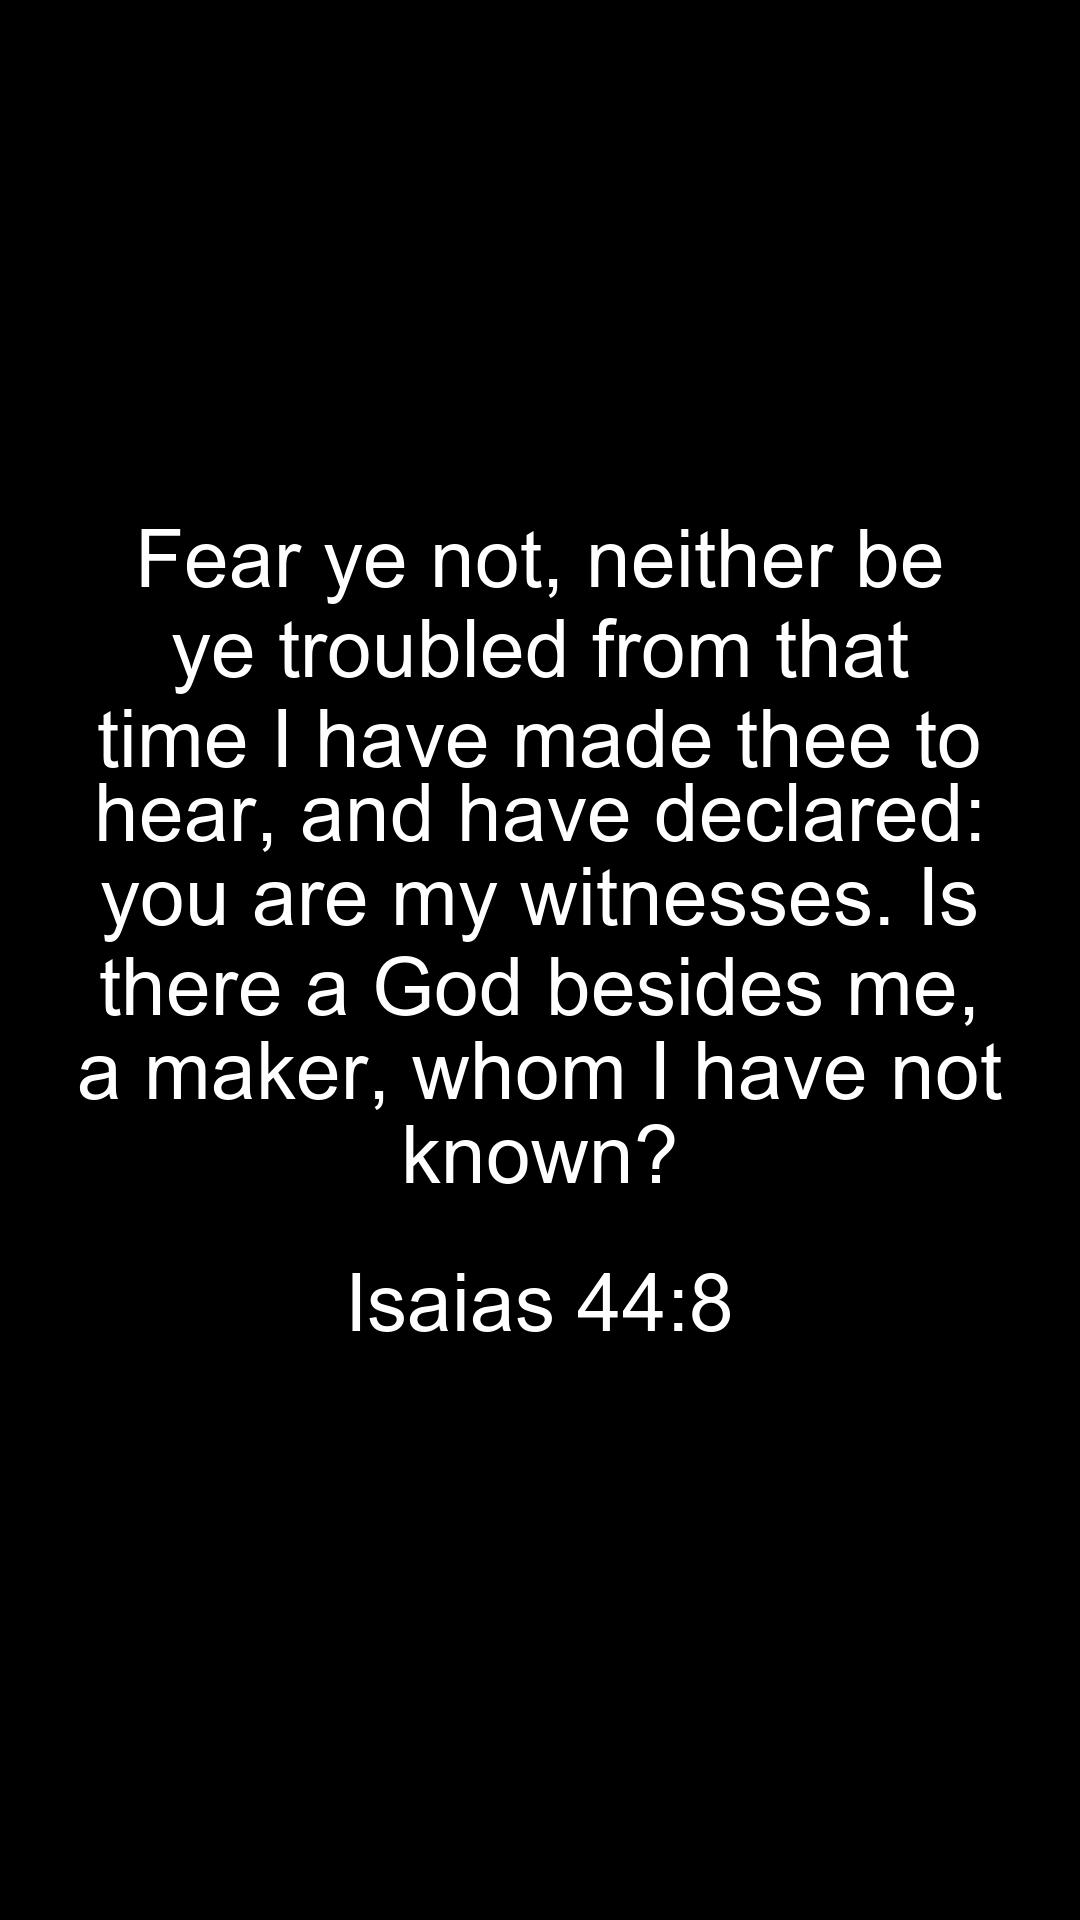 Fear ye not, neither be
ye troubled from that
time I have made thee to
hear, and have declared:
you are my witnesses. Is
there a God besides me,
a maker, whom I have not
known?
Isaias 44:8